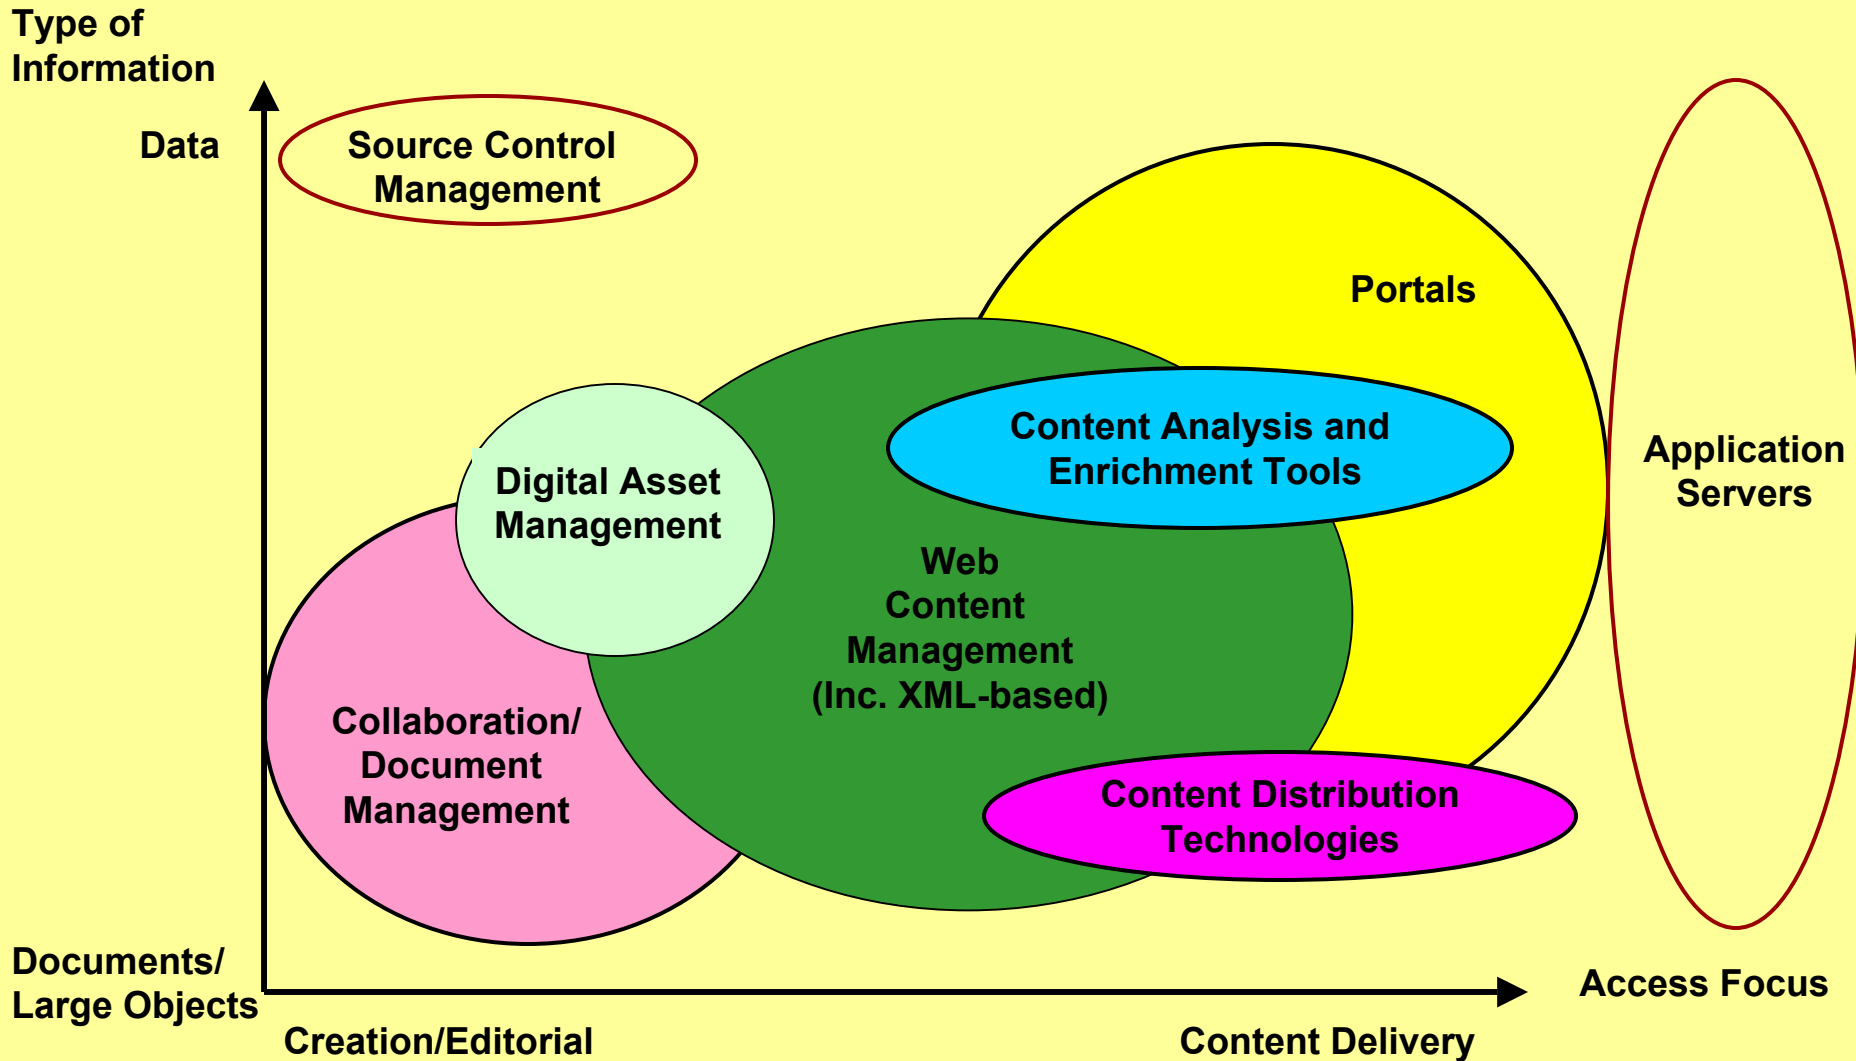 Type of
Information
Data
Source Control
Management
Portals
Content Analysis and
Enrichment Tools
Application
Servers
Digital Asset
Management
Web
Content
Management
(Inc. XML-based)
Collaboration/
Document
Management
Content Distribution
Technologies
Documents/
Large Objects
Access Focus
Creation/Editorial
Content Delivery